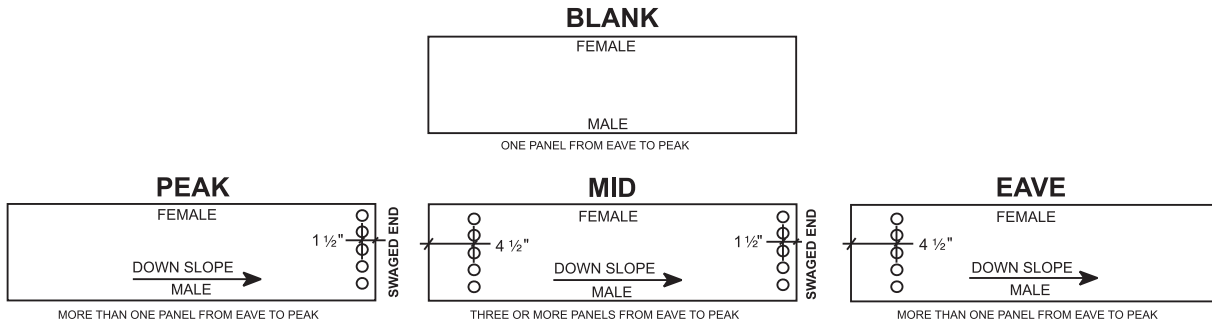 BLANK
FEMALE
MALE
ONE PANEL FROM EAVE TO PEAK
PEAK
FEMALE
1 ½"
DOWN SLOPE
MALE
SWAGED END
MORE THAN ONE PANEL FROM EAVE TO PEAK
MID
FEMALE
4 ½"
1 ½"
DOWN SLOPE
MALE
SWAGED END
THREE OR MORE PANELS FROM EAVE TO PEAK
EAVE
FEMALE
4 ½"
DOWN SLOPE
MALE
MORE THAN ONE PANEL FROM EAVE TO PEAK